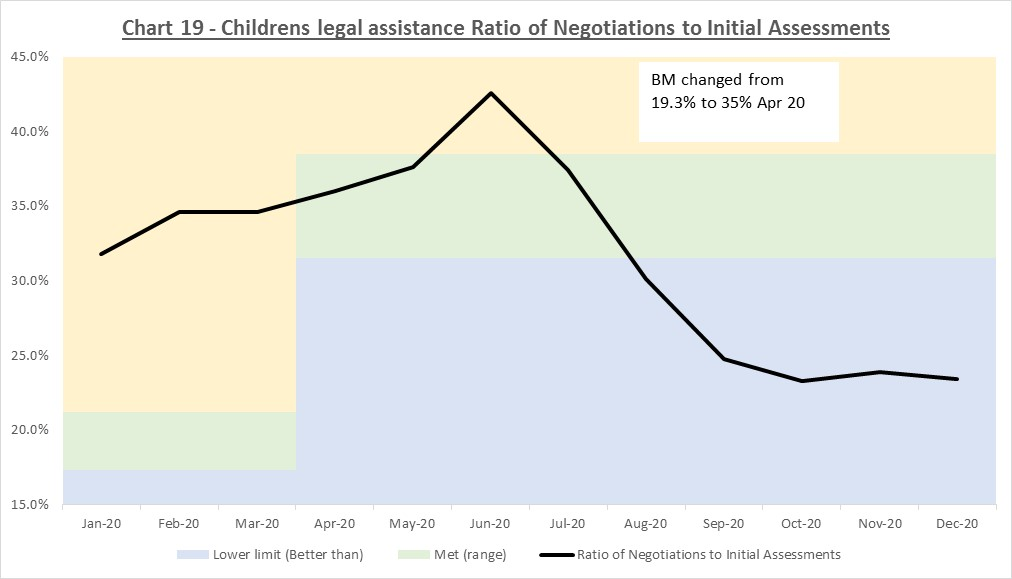 Chart 19 - Childrens legal assistance Ratio of Negotiations to Initial Assessments
45.0%
BM changed from
19.3% to 35% Apr 20
40.0%
35.0%
30.0%
25.0%
20.0%
15.0%
Jan-20 Feb-20 Mar-20 Apr-20 May-20 Jun-20 Jul-20 Aug-20 Sep-20 Oct-20 Nov-20 Dec-20
Lower limit (Better than) Met (range) Ratio of Negotiations to Initial Assessments